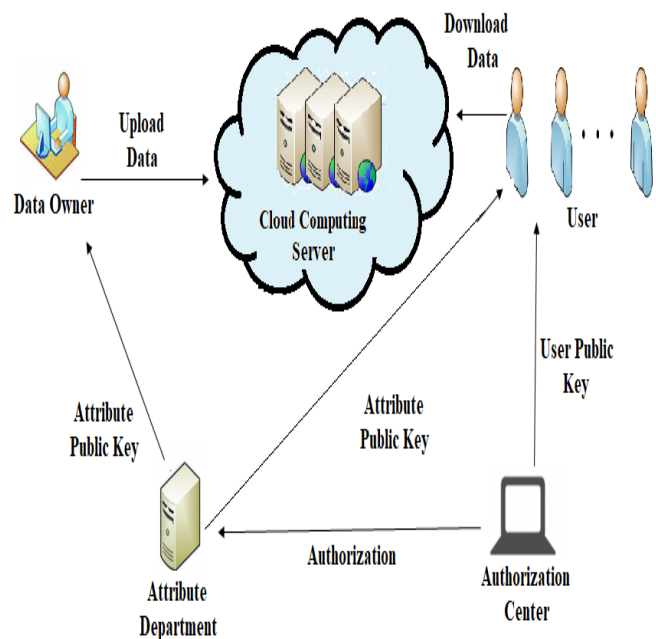 Download
Data
Upload
Data
Data Owner
Cloud Computing
Server
User
User Public
Key
Attribute
Public Key
Attribute
Public Key
Authorization
Attribute
Department
Authorization
Center